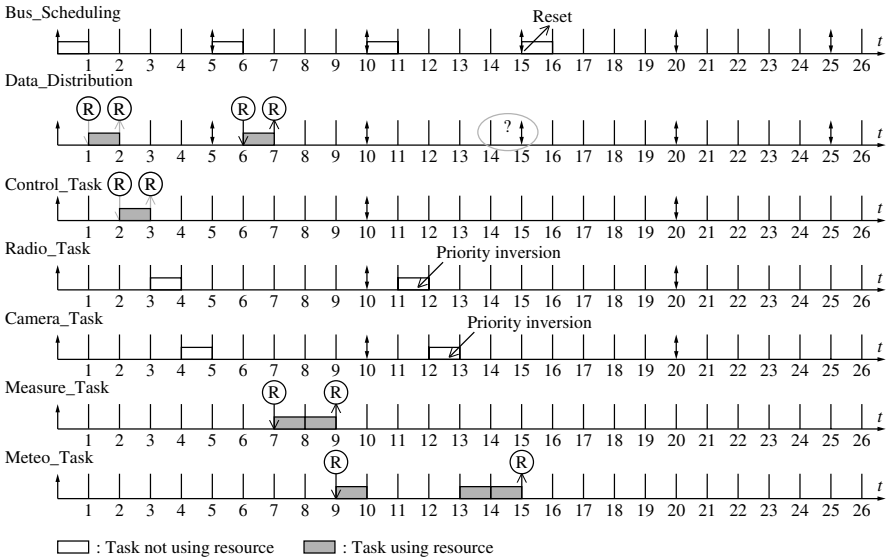 Bus_Scheduling
Reset
t
1 2 3 4 5 6 7 8 9 10 11 12 13 14 15 16 17 18 19 20 21 22 23 24 25 26
Data_Distribution
R R R R
?
t
1 2 3 4 5 6 7 8 9 10 11 12 13 14 15 16 17 18 19 20 21 22 23 24 25 26
Control_Task R R
t
1 2 3 4 5 6 7 8 9 10 11 12 13 14 15 16 17 18 19 20 21 22 23 24 25 26
Radio_Task
Priority inversion
t
1 2 3 4 5 6 7 8 9 10 11 12 13 14 15 16 17 18 19 20 21 22 23 24 25 26
Camera_Task
Priority inversion
t
1 2 3 4 5 6 7 8 9 10 11 12 13 14 15 16 17 18 19 20 21 22 23 24 25 26
Measure_Task
R R
t
1 2 3 4 5 6 7 8 9 10 11 12 13 14 15 16 17 18 19 20 21 22 23 24 25 26
Meteo_Task
R R
t
1 2 3 4 5 6 7 8 9 10 11 12 13 14 15 16 17 18 19 20 21 22 23 24 25 26
: Task not using resource : Task using resource